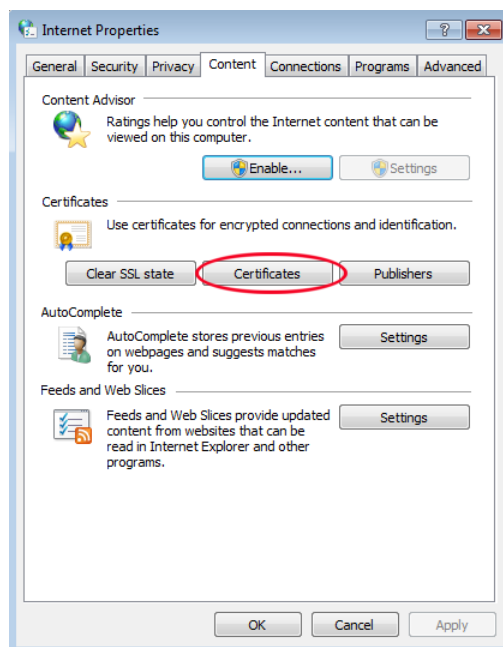 Internet Properties
?
General Security Privacy Content Connections Programs Advanced
Content Advisor
Ratings help you control the Internet content that can be
viewed on this computer.
Enable... Settings
Certificates
Use certificates for encrypted connections and identification.
Clear SSL state Certificates Publishers
AutoComplete
AutoComplete stores previous entries
on webpages and suggests matches
for you.
Settings
Feeds and Web Slices
Feeds and Web Slices provide updated
content from websites that can be
read in Internet Explorer and other
programs.
Settings
OK Cancel Apply